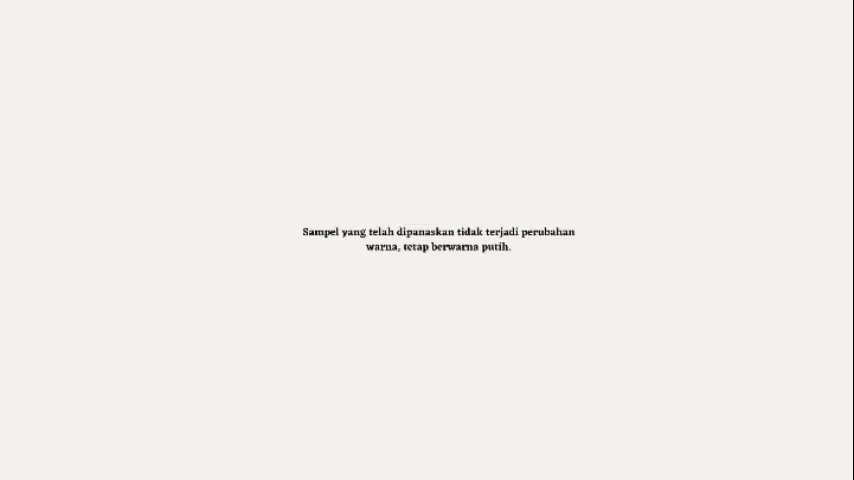 Sampel yang telah dipanaskan tidak terjadi perubahan
warna, tetap berwarna putih.